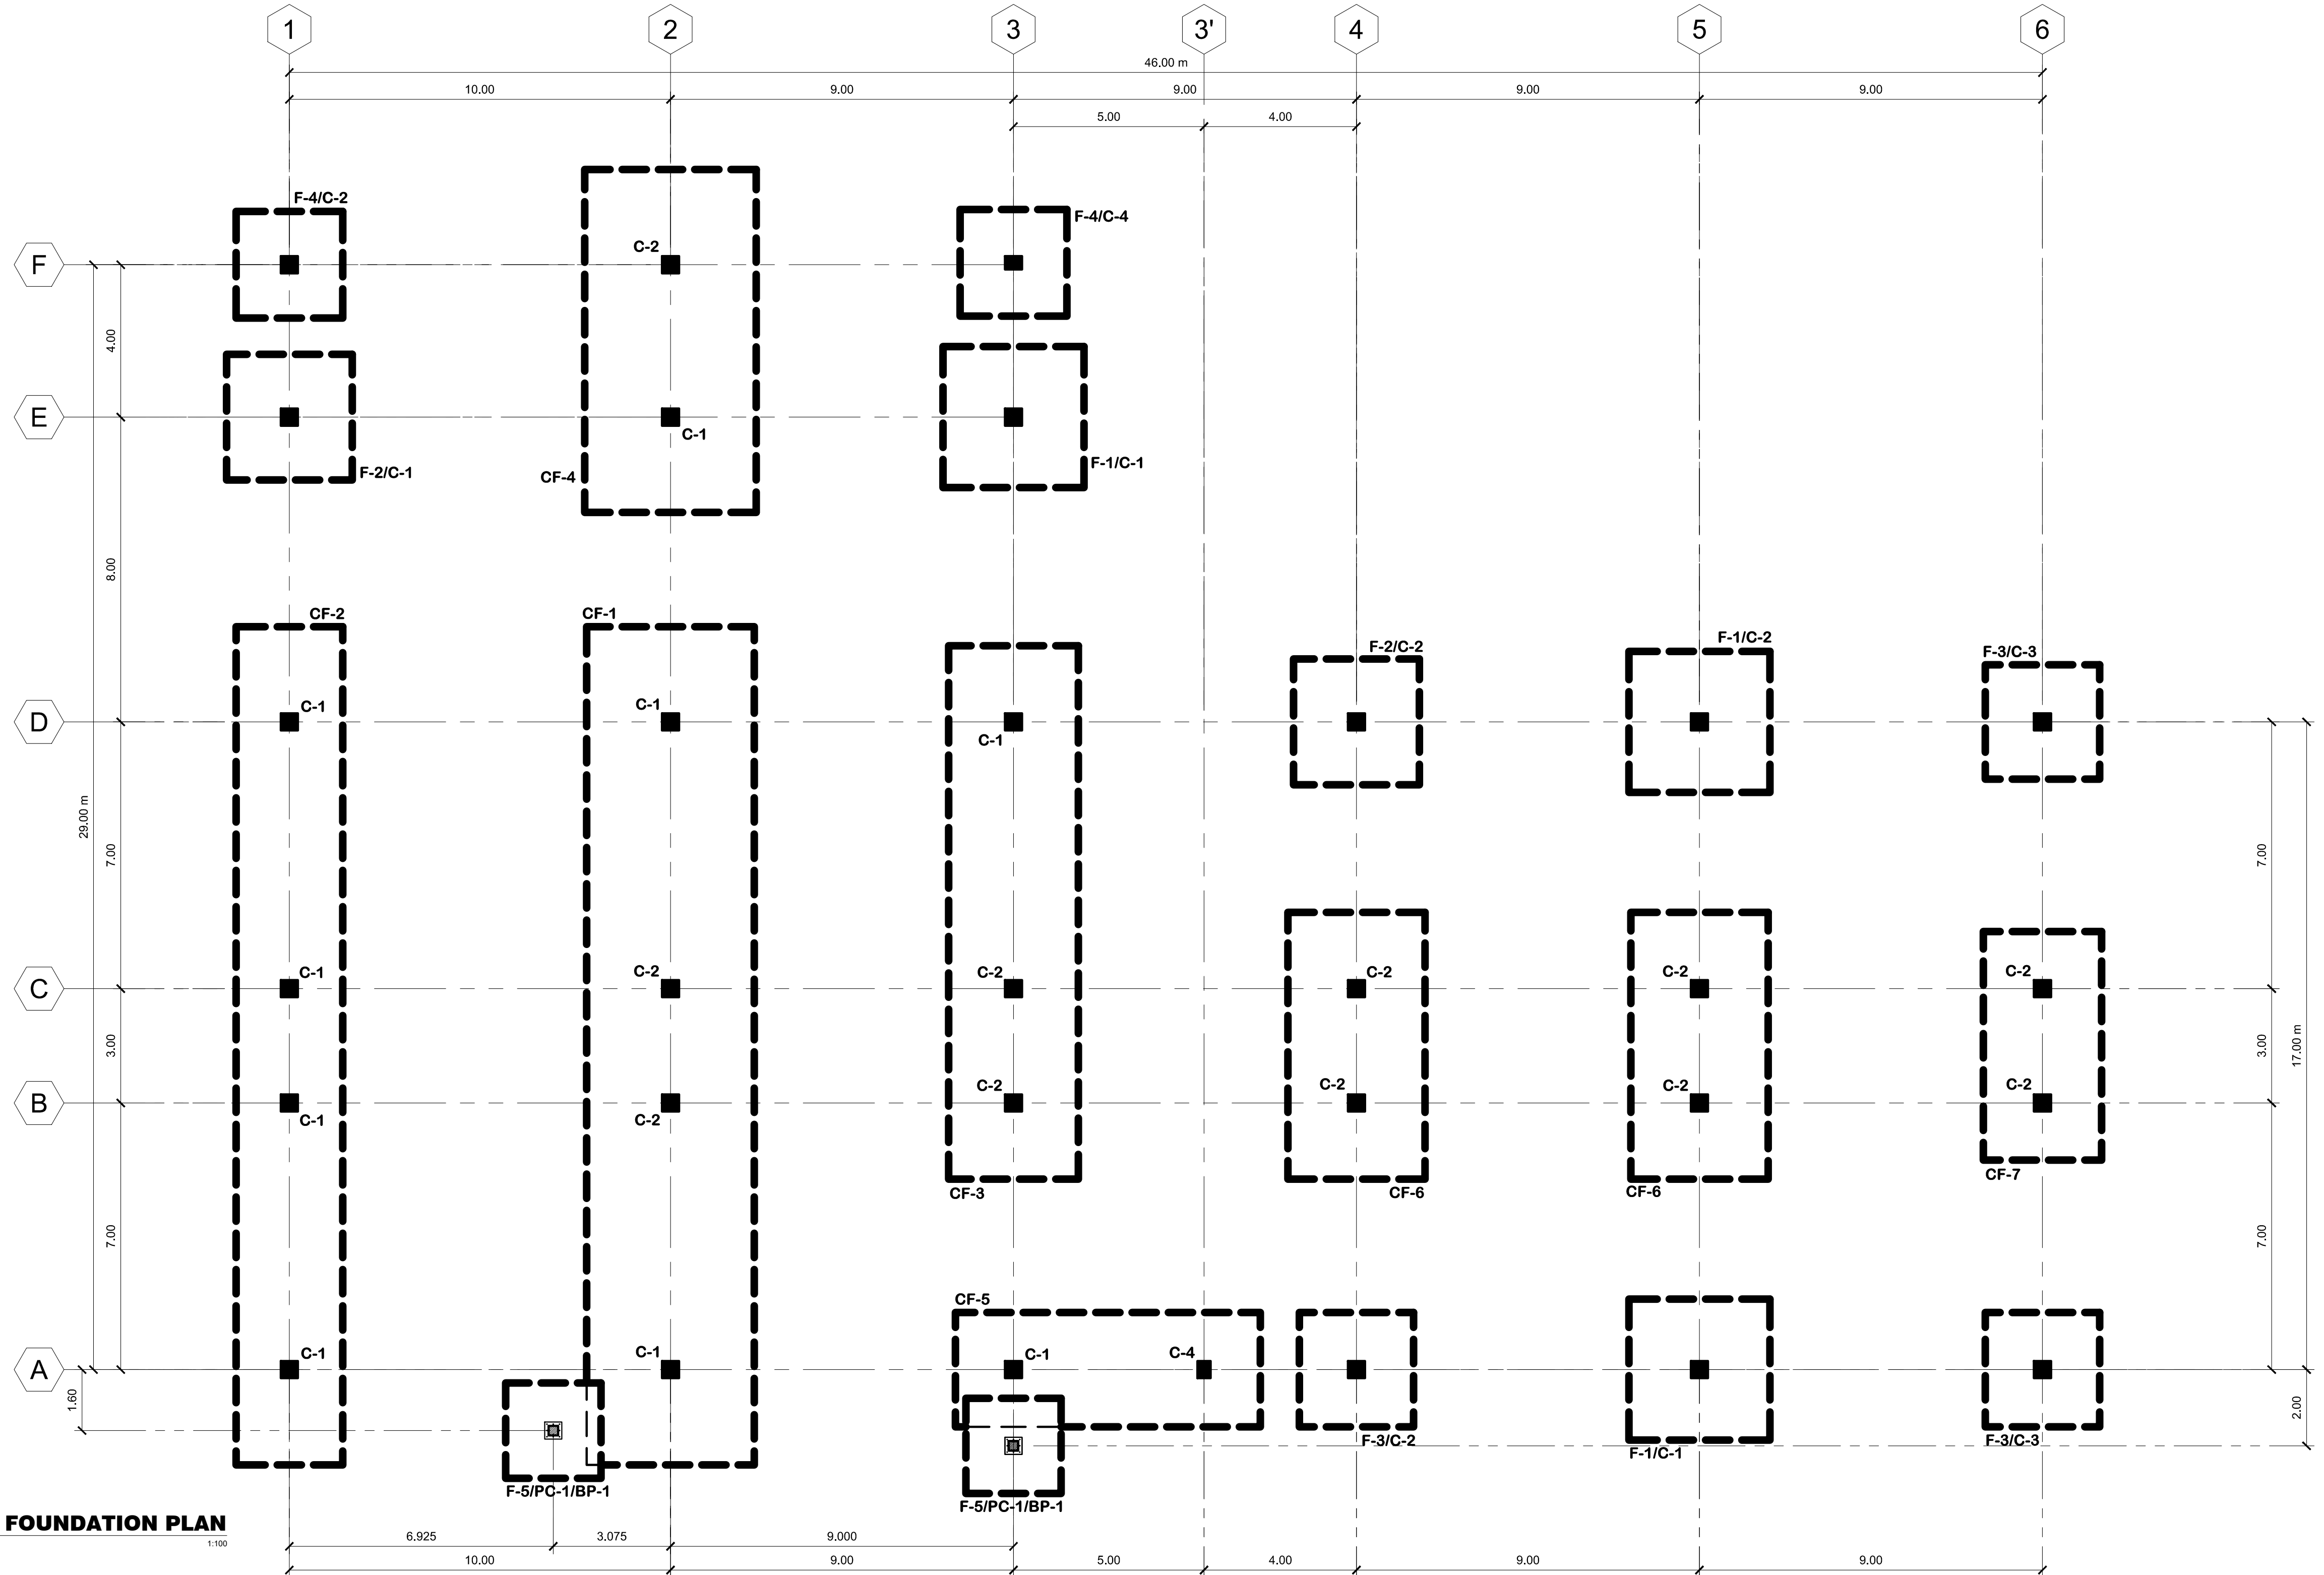 1
2
3
3'
4
5
6
46.00 m
10.00
9.00
9.00
9.00
9.00
5.00
4.00
F-4/C-2
F-4/C-4
C-2
F
4.00
E
C-1
F-2/C-1
CF-4
F-1/C-1
8.00
CF-2
CF-1
F-2/C-2
F-1/C-2
F-3/C-3
C-1
C-1
D
C-1
29.00 m
7.00
7.00
C-1
C-2
C-2
C-2
C-2
C-2
C
3.00
3.00
17.00 m
C-2
C-2
C-2
C-2
B
C-1
C-2
CF-3
CF-6
CF-6
CF-7
7.00
7.00
CF-5
C-1
C-1
C-1
C-4
A
1.60
2.00
F-3/C-2
F-1/C-1
F-3/C-3
F-5/PC-1/BP-1
F-5/PC-1/BP-1
FOUNDATION PLAN
1:100
6.925
3.075
9.000
10.00
9.00
5.00
4.00
9.00
9.00